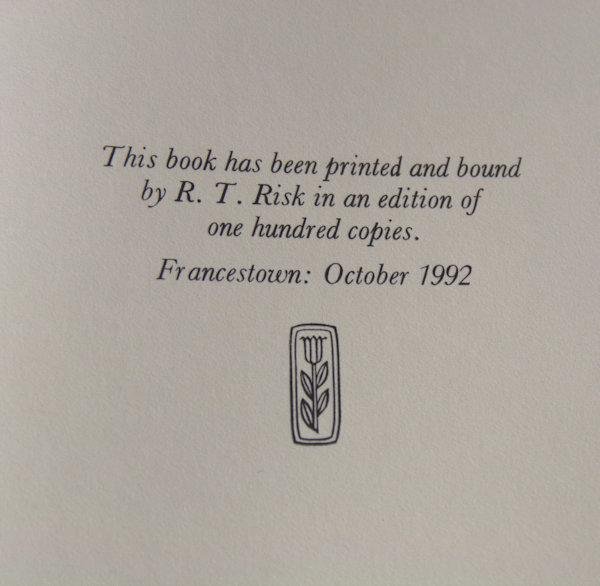 This book has been printed and bound
by R. T. Risk in an edition of
one hundred copies.
Francestown: October 1992